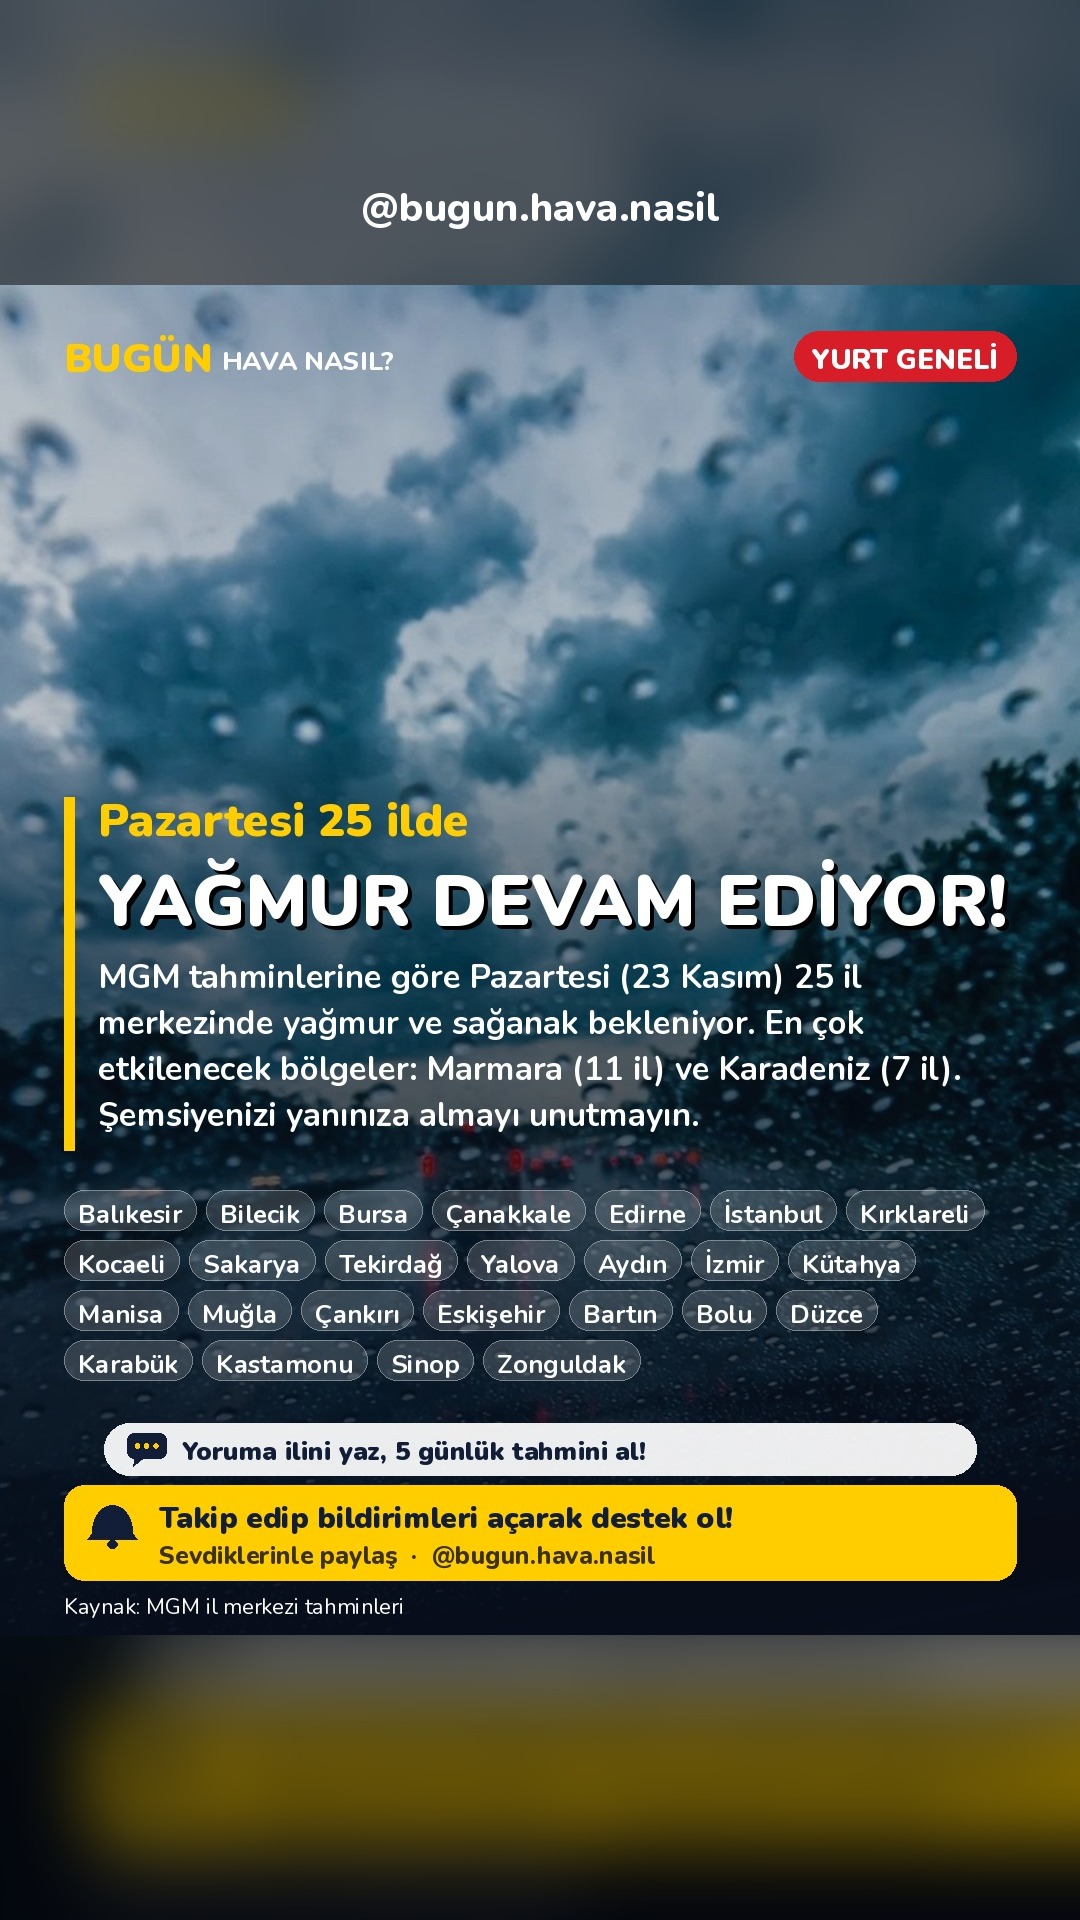 @bugun.hava.nasil
BUGÜN HAVA NASIL?
YURT GENELİ
Pazartesi 25 ilde
YAĞMUR DEVAM EDİYOR!
MGM tahminlerine göre Pazartesi (23 Kasım) 25 il
merkezinde yağmur ve sağanak bekleniyor. En çok
etkilenecek bölgeler: Marmara (11 il) ve Karadeniz (7 il).
Şemsiyenizi yanınıza almayı unutmayın.
Balıkesir Bilecik Bursa Çanakkale Edirne İstanbul Kırklareli
Kocaeli Sakarya Tekirdağ Yalova Aydın İzmir Kütahya
Manisa Muğla Çankırı Eskişehir Bartın Bolu Düzce
Karabük Kastamonu Sinop Zonguldak
Yoruma ilini yaz, 5 günlük tahmini al!
Takip edip bildirimleri açarak destek ol!
Sevdiklerinle paylaş · @bugun.hava.nasil
Kaynak: MGM il merkezi tahminleri